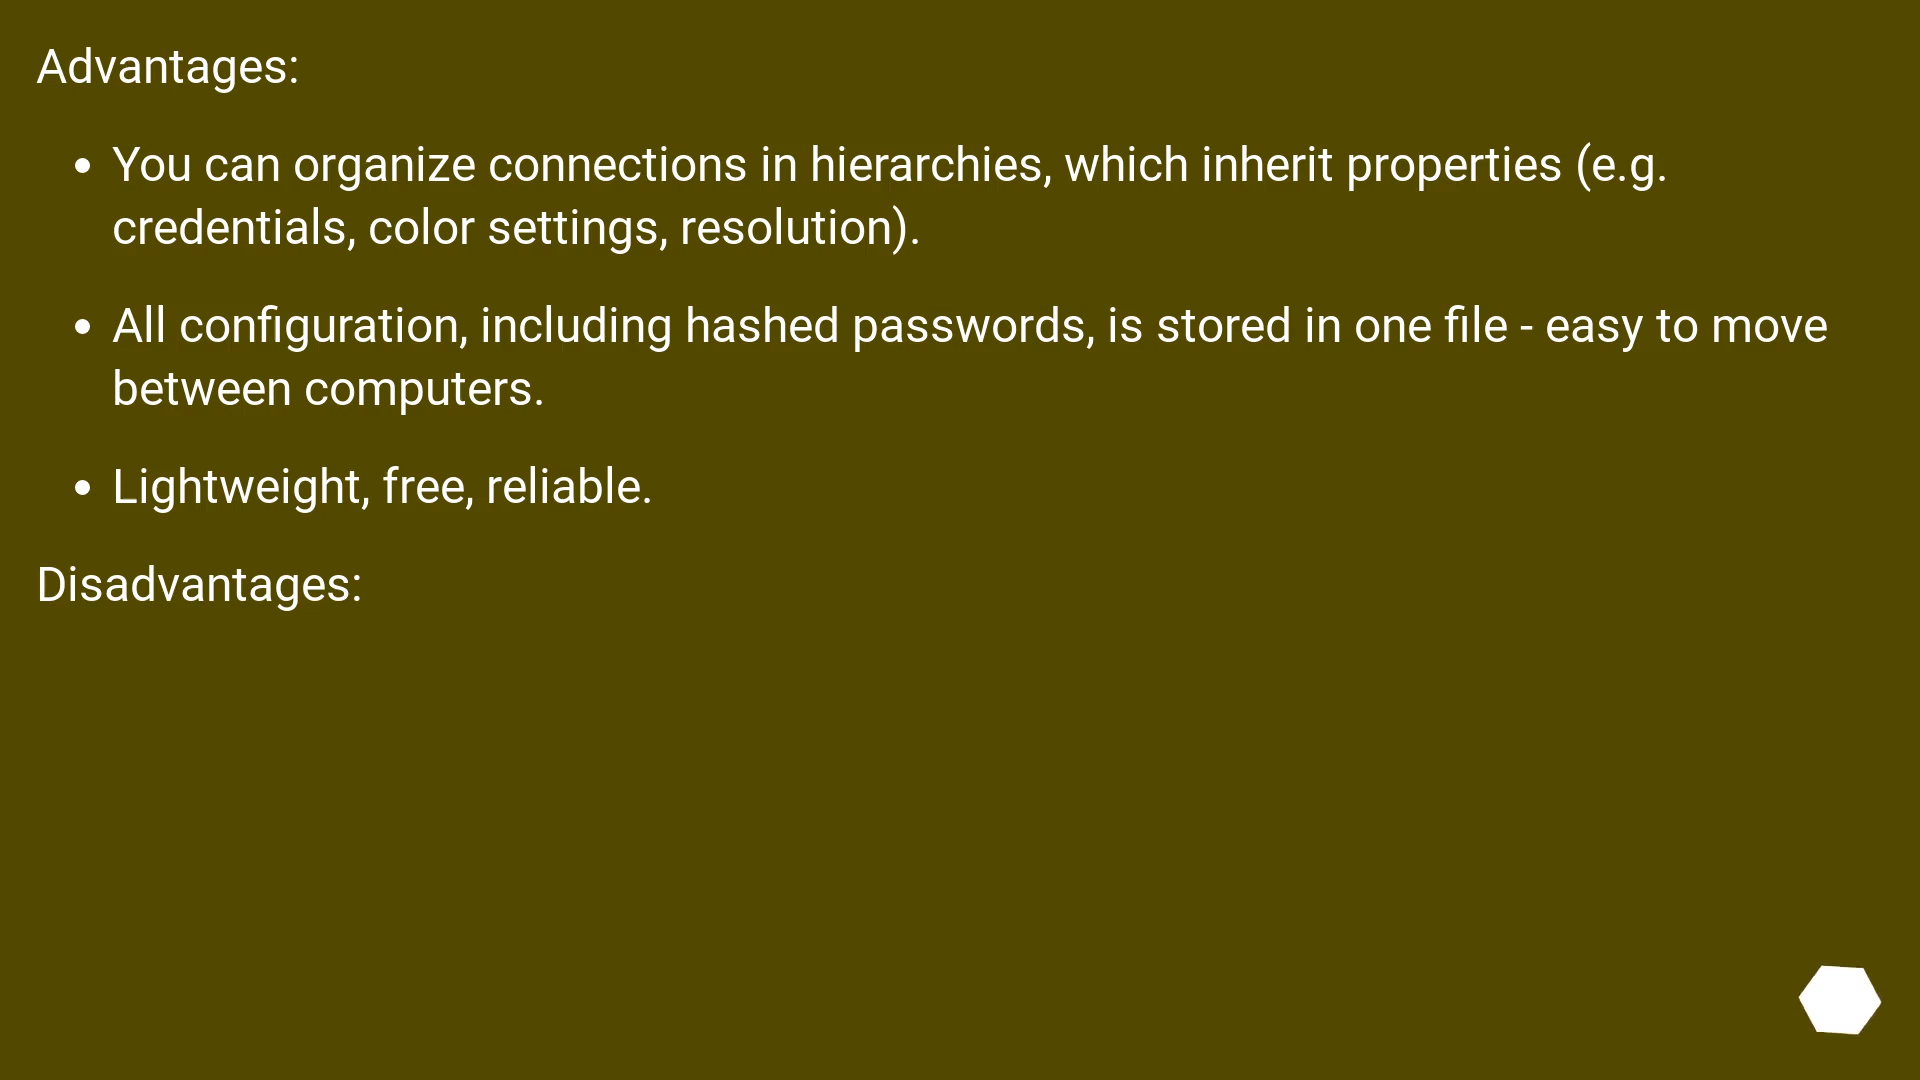 Advantages:
• You can organize connections in hierarchies, which inherit properties (e.g.
credentials, color settings, resolution).
• All configuration, including hashed passwords, is stored in one file - easy to move
between computers.
• Lightweight, free, reliable.
Disadvantages: